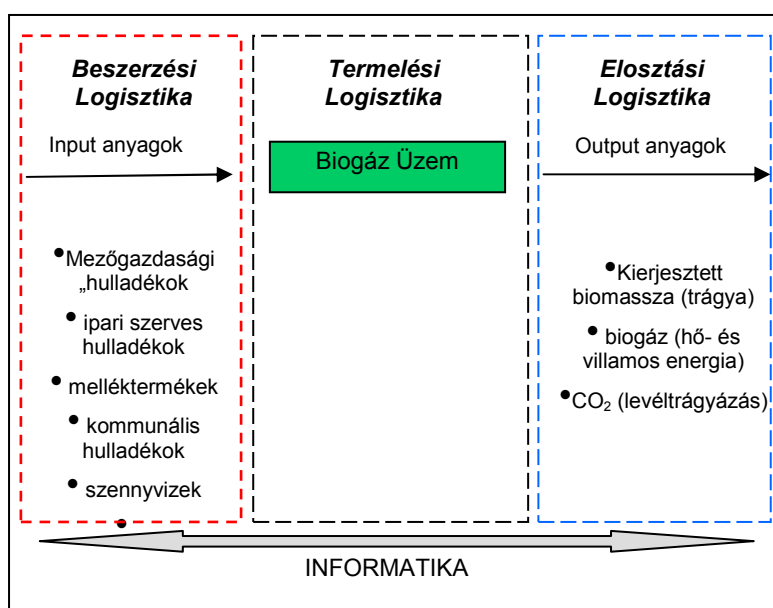 Beszerzési
Logisztika
Input anyagok
•Mezőgazdasági
„hulladékok
• ipari szerves
hulladékok
• melléktermékek
• kommunális
hulladékok
• szennyvizek
•
Termelési
Logisztika
Biogáz Üzem
Elosztási
Logisztika
Output anyagok
•Kierjesztett
biomassza (trágya)
• biogáz (hő- és
villamos energia)
•CO₂ (levéltrágyázás)
INFORMATIKA